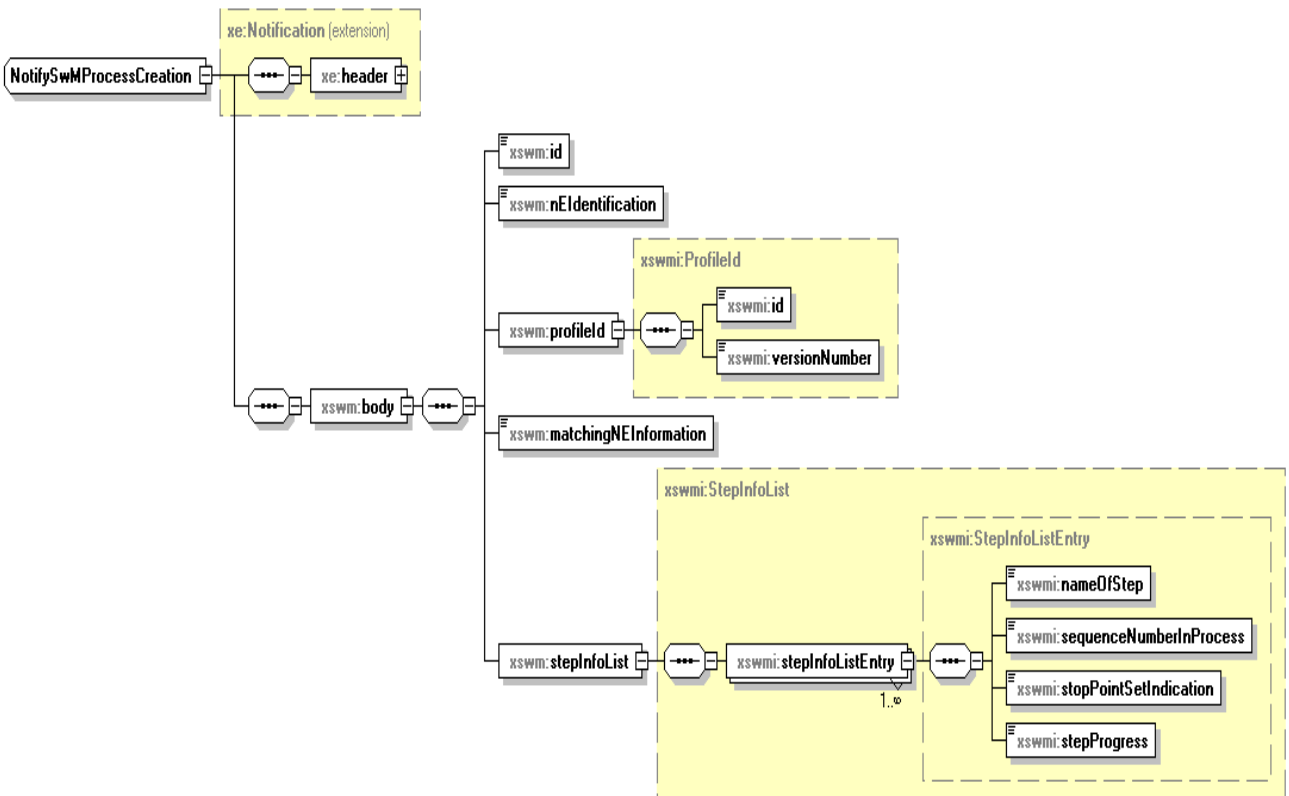 xe:Notification (extension)
NotifySwMProcessCreation
xe:header
xswm:id
xswm:nEIdentification
xswmi:ProfileId
xswmi:id
xswm:profileId
xswmi:versionNumber
xswm:body
xswm:matchingNEInformation
xswmi:StepInfoList
xswmi:StepInfoListEntry
xswmi:nameOfStep
xswmi:sequenceNumberInProcess
xswm:stepInfoList
xswmi:stepInfoListEntry
1..∞
xswmi:stopPointSetIndication
xswmi:stepProgress